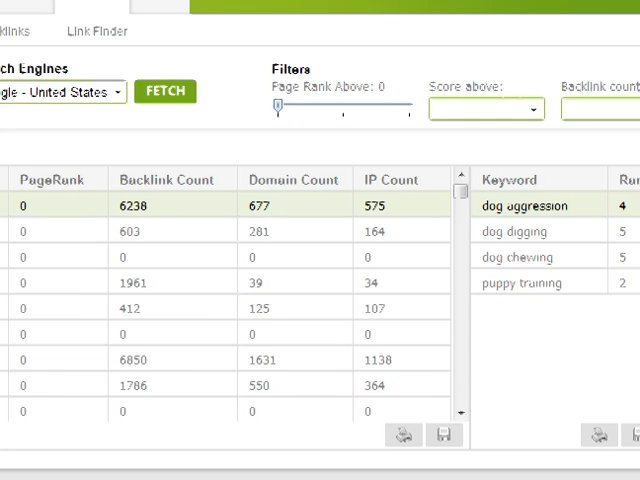 klinks Link Finder
ch Engines Filters
Page Rank Above: 0 Score above: Backlink count
gle - United States FETCH
PageRank Backlink Count Domain Count IP Count Keyword Ran
0 6238 677 575 dog aggression 4
0 603 281 164 dog digging 5
0 0 0 0 dog chewing 5
0 1961 39 34 puppy training 2
0 412 125 107
0 0 0 0
0 6850 1631 1138
0 1786 550 364
0 0 0 0